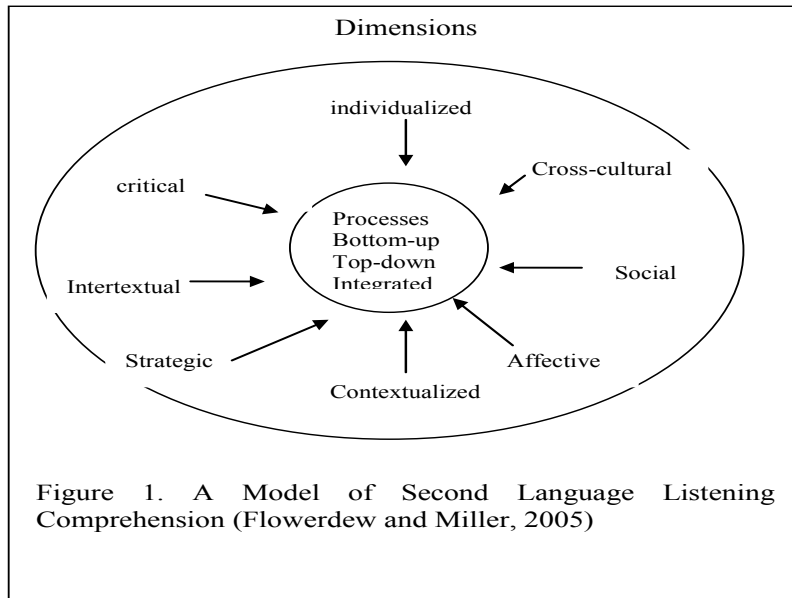 Dimensions
individualized
Cross-cultural
critical
Processes
Bottom-up
Top-down
Integrated
Intertextual
Social
Strategic
Affective
Contextualized
Figure 1. A Model of Second Language Listening
Comprehension (Flowerdew and Miller, 2005)